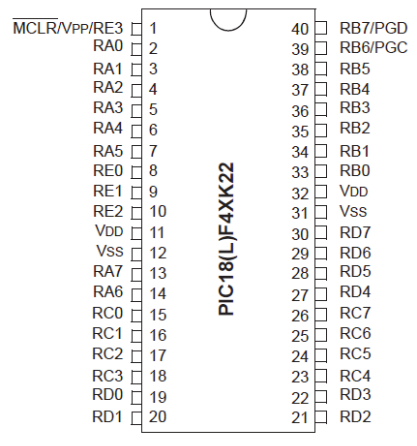 MCLR/VPP/RE3 1 40 RB7/PGD
RA0 2 39 RB6/PGC
RA1 3 38 RB5
RA2 4 37 RB4
RA3 5 36 RB3
RA4 6 35 RB2
RA5 7 34 RB1
RE0 8 33 RB0
RE1 9 32 VDD
RE2 10 31 VSS
VDD 11 30 RD7
VSS 12 29 RD6
RA7 13 28 RD5
RA6 14 27 RD4
RC0 15 26 RC7
RC1 16 25 RC6
RC2 17 24 RC5
RC3 18 23 RC4
RD0 19 22 RD3
RD1 20 21 RD2
PIC18(L)F4XK22